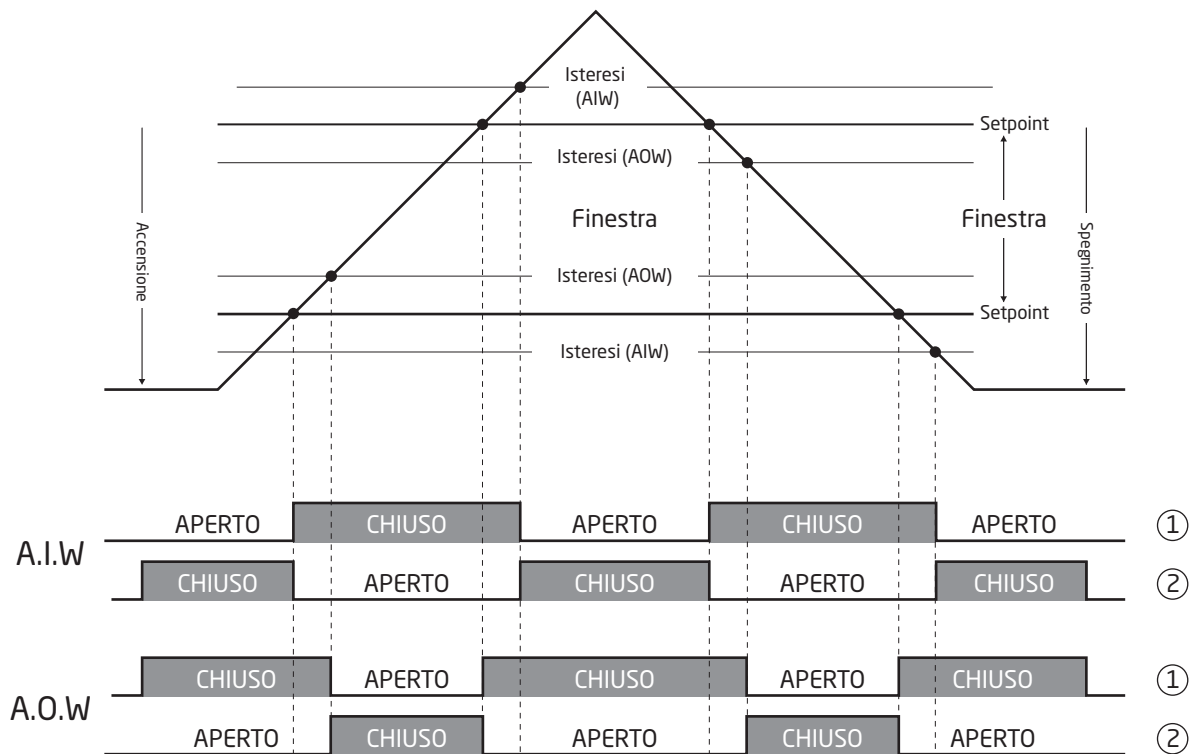 Isteresi
(AIW)
Setpoint
Isteresi (AOW)
Accensione
Finestra
Finestra
Spegnimento
Isteresi (AOW)
Setpoint
Isteresi (AIW)
A.I.W
APERTO CHIUSO APERTO CHIUSO APERTO 1
CHIUSO APERTO CHIUSO APERTO CHIUSO 2
A.O.W
CHIUSO APERTO CHIUSO APERTO CHIUSO 1
APERTO CHIUSO APERTO CHIUSO APERTO 2